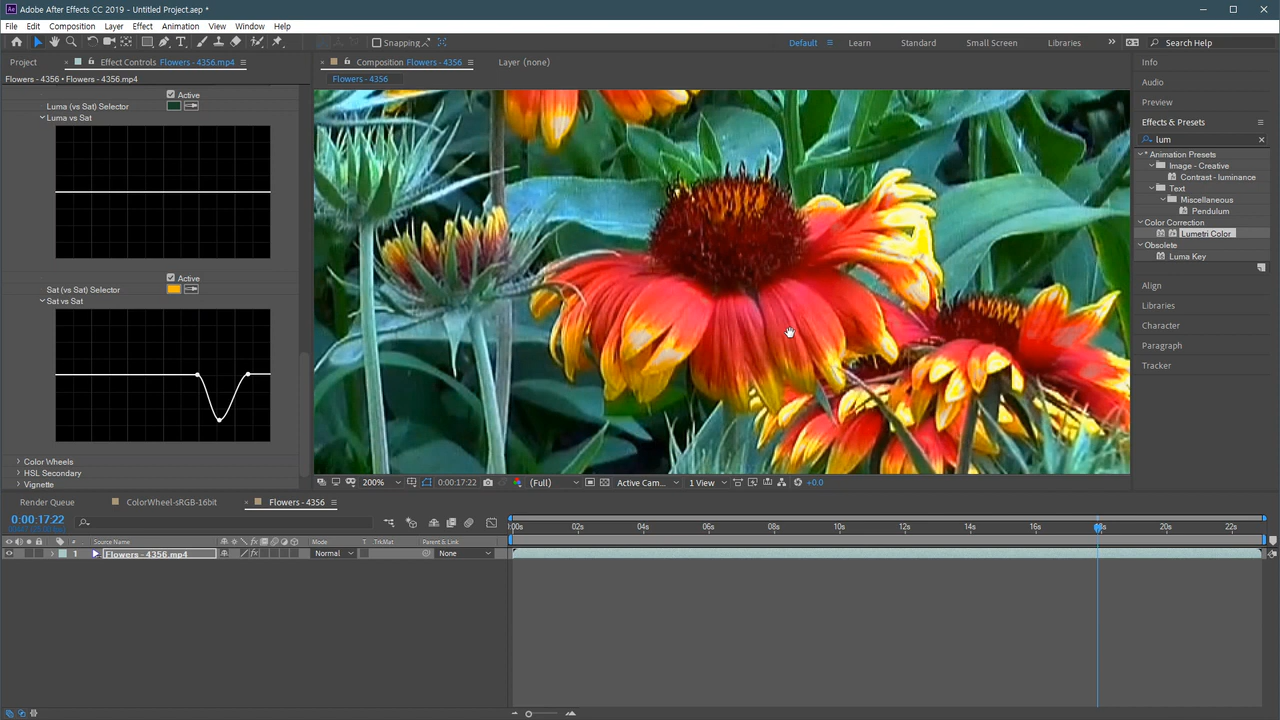 Adobe After Effects CC 2019 - Untitled Project.aep *
File Edit Composition Layer Effect Animation View Window Help
Snapping
Default Learn Standard Small Screen Libraries Search Help
Project Effect Controls Flowers - 4356.mp4
Flowers - 4356 • Flowers - 4356.mp4
Composition Flowers - 4356 Layer (none)
Flowers - 4356
Active
Luma (vs Sat) Selector
Luma vs Sat
Active
Sat (vs Sat) Selector
Sat vs Sat
Color Wheels
HSL Secondary
Vignette
200% 0:00:17:22 (Full) Active Cam... 1 View +0.0
Info
Audio
Preview
Effects & Presets
lum
* Animation Presets
Image - Creative
Contrast - luminance
Text
Miscellaneous
Pendulum
Color Correction
Lumetri Color
Obsolete
Luma Key
Align
Libraries
Character
Paragraph
Tracker
Render Queue ColorWheel-sRGB-16bit Flowers - 4356
0:00:17:22
# Source Name Mode T .TrkMat Parent & Link
1 Flowers - 4356.mp4 Normal None
:00s 02s 04s 06s 08s 10s 12s 14s 16s 20s 22s